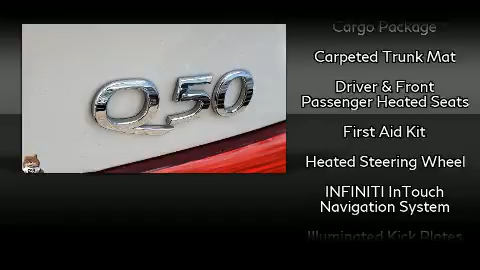 Q50
Cargo Package
Carpeted Trunk Mat
Driver & Front
Passenger Heated Seats
First Aid Kit
Heated Steering Wheel
INFINITI InTouch
Navigation System
Illuminated Kick Plates